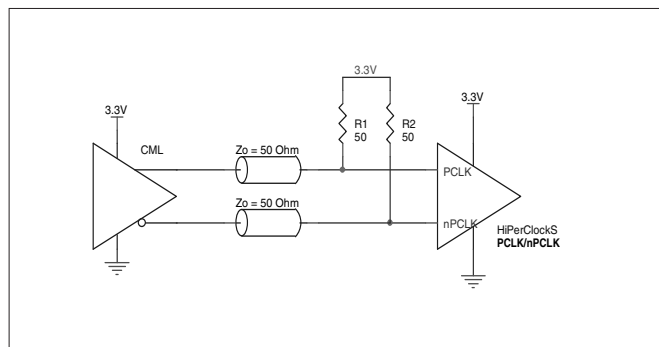 3.3V
3.3V
3.3V
R1
50
R2
50
CML
Zo = 50 Ohm
PCLK
Zo = 50 Ohm
nPCLK
HiPerClockS
PCLK/nPCLK